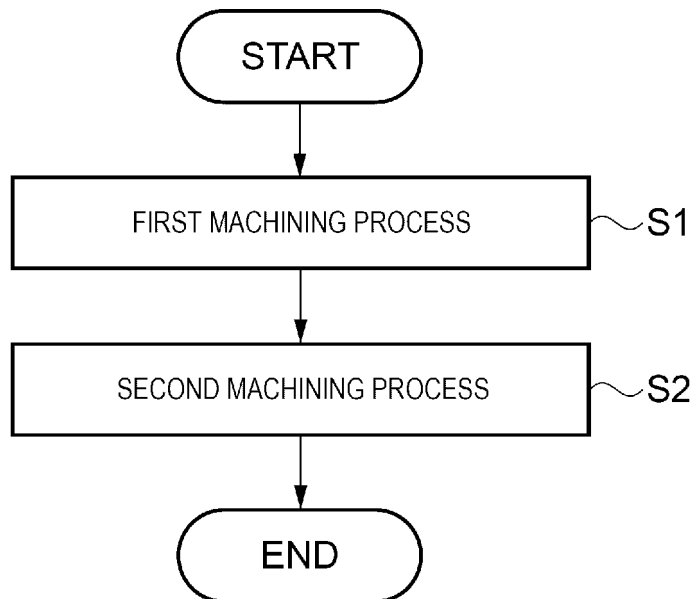 START
FIRST MACHINING PROCESS
S1
SECOND MACHINING PROCESS
S2
END